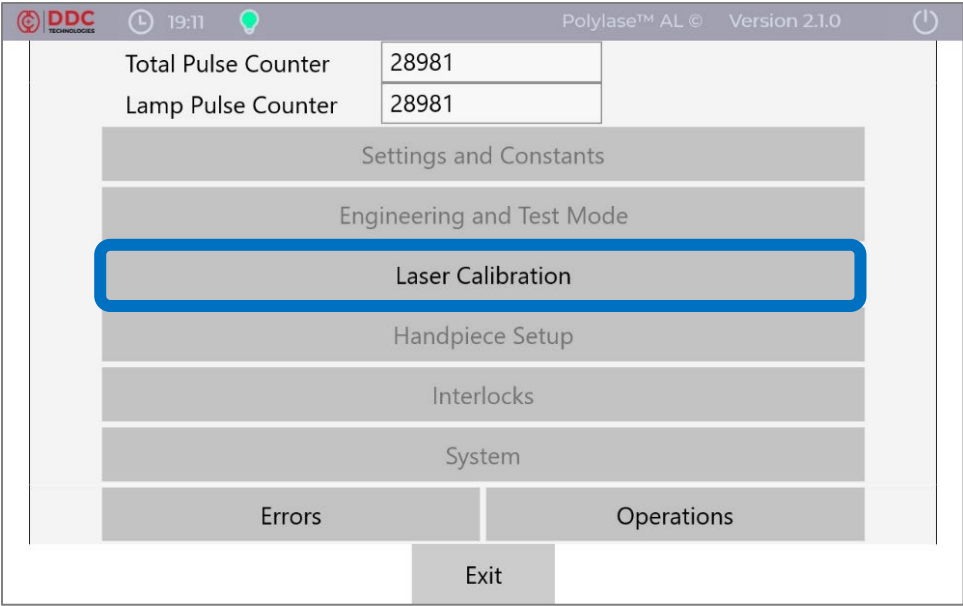 DDC TECHNOLOGIES 19:11 Polylase™ AL © Version 2.1.0
Total Pulse Counter 28981
Lamp Pulse Counter 28981
Settings and Constants
Engineering and Test Mode
Laser Calibration
Handpiece Setup
Interlocks
System
Errors Operations
Exit